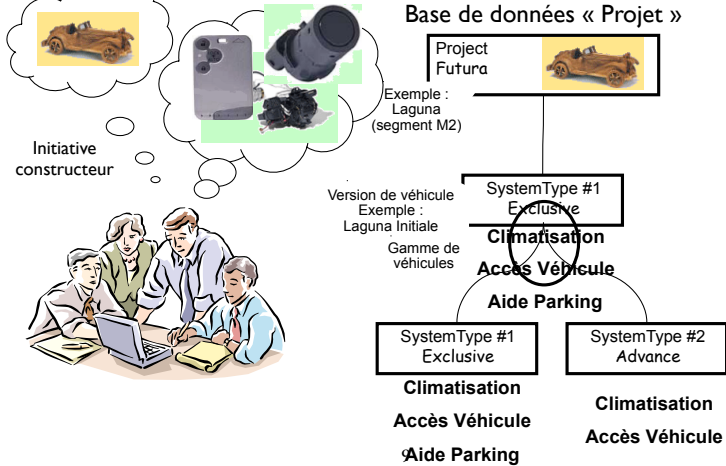 Base de données « Projet »
Project
Futura
Exemple :
Laguna
(segment M2)
Initiative
constructeur
Version de véhicule
Exemple :
Laguna Initiale
Gamme de
véhicules
SystemType #1
Exclusive
Climatisation
Accès Véhicule
Aide Parking
SystemType #1
Exclusive
Climatisation
Accès Véhicule
Aide Parking
SystemType #2
Advance
Climatisation
Accès Véhicule
9